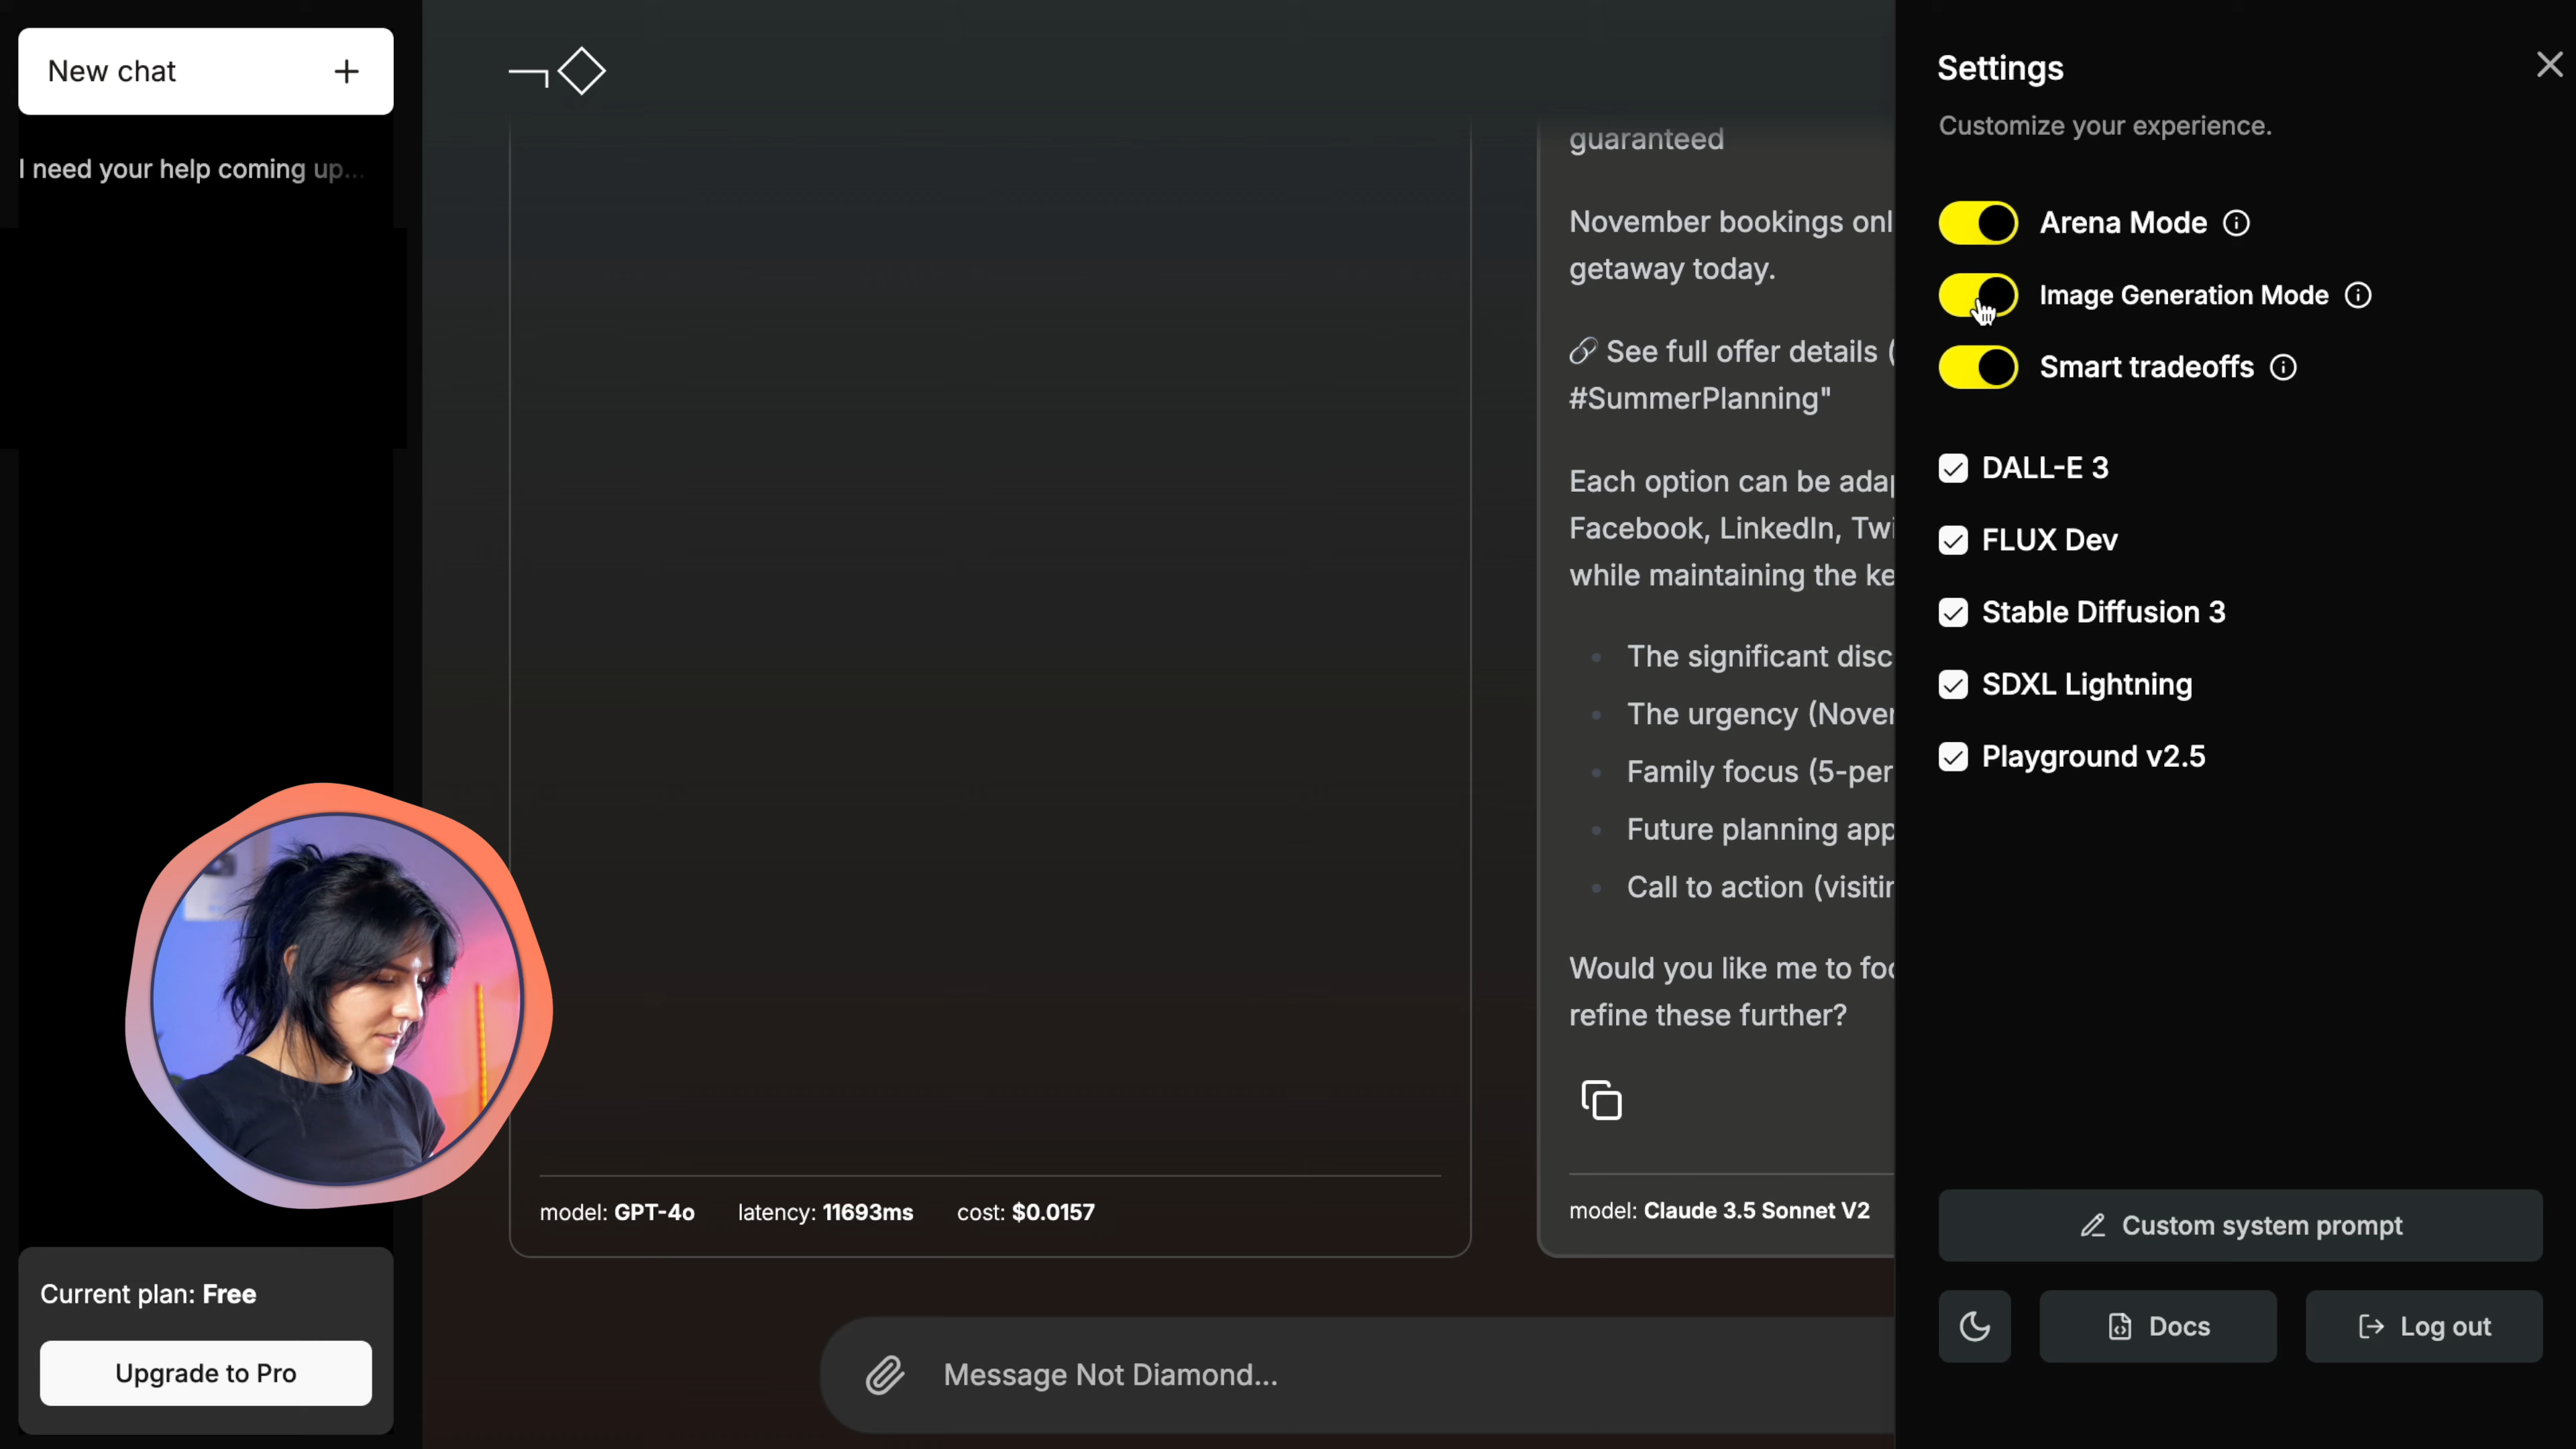 New chat
I need your help coming up...
guaranteed
November bookings onl
getaway today.
🔗 See full offer details (
#SummerPlanning"
Each option can be adap
Facebook, LinkedIn, Twi
while maintaining the ke
The significant disc
The urgency (Nover
Family focus (5-per
Future planning app
Call to action (visitin
Would you like me to foc
refine these further?
model: GPT-4o latency: 11693ms cost: $0.0157
model: Claude 3.5 Sonnet V2
Current plan: Free
Upgrade to Pro
Message Not Diamond...
Settings
Customize your experience.
Arena Mode
Image Generation Mode
Smart tradeoffs
DALL-E 3
FLUX Dev
Stable Diffusion 3
SDXL Lightning
Playground v2.5
Custom system prompt
Docs
Log out